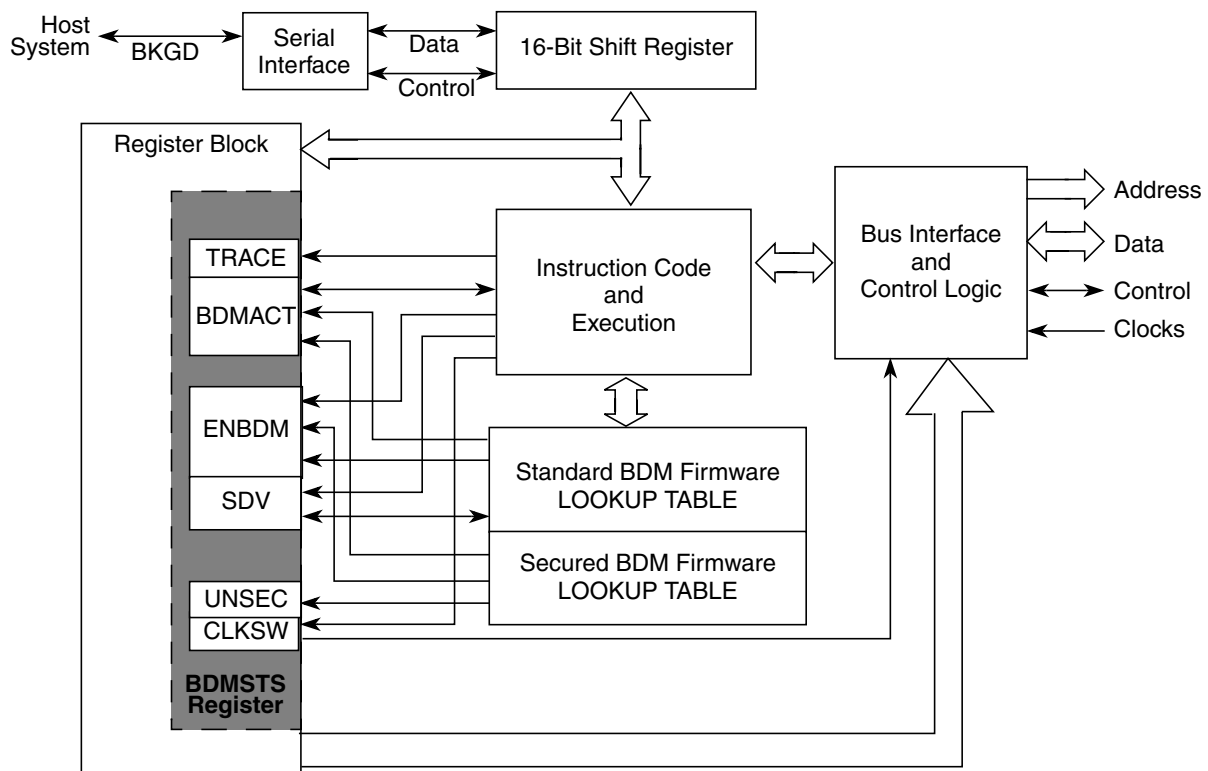 Host
System
BKGD
Serial
Interface
Data
Control
16-Bit Shift Register
Register Block
TRACE
BDMACT
ENBDM
SDV
UNSEC
CLKSW
BDMSTS
Register
Instruction Code
and
Execution
Standard BDM Firmware
LOOKUP TABLE
Secured BDM Firmware
LOOKUP TABLE
Bus Interface
and
Control Logic
Address
Data
Control
Clocks